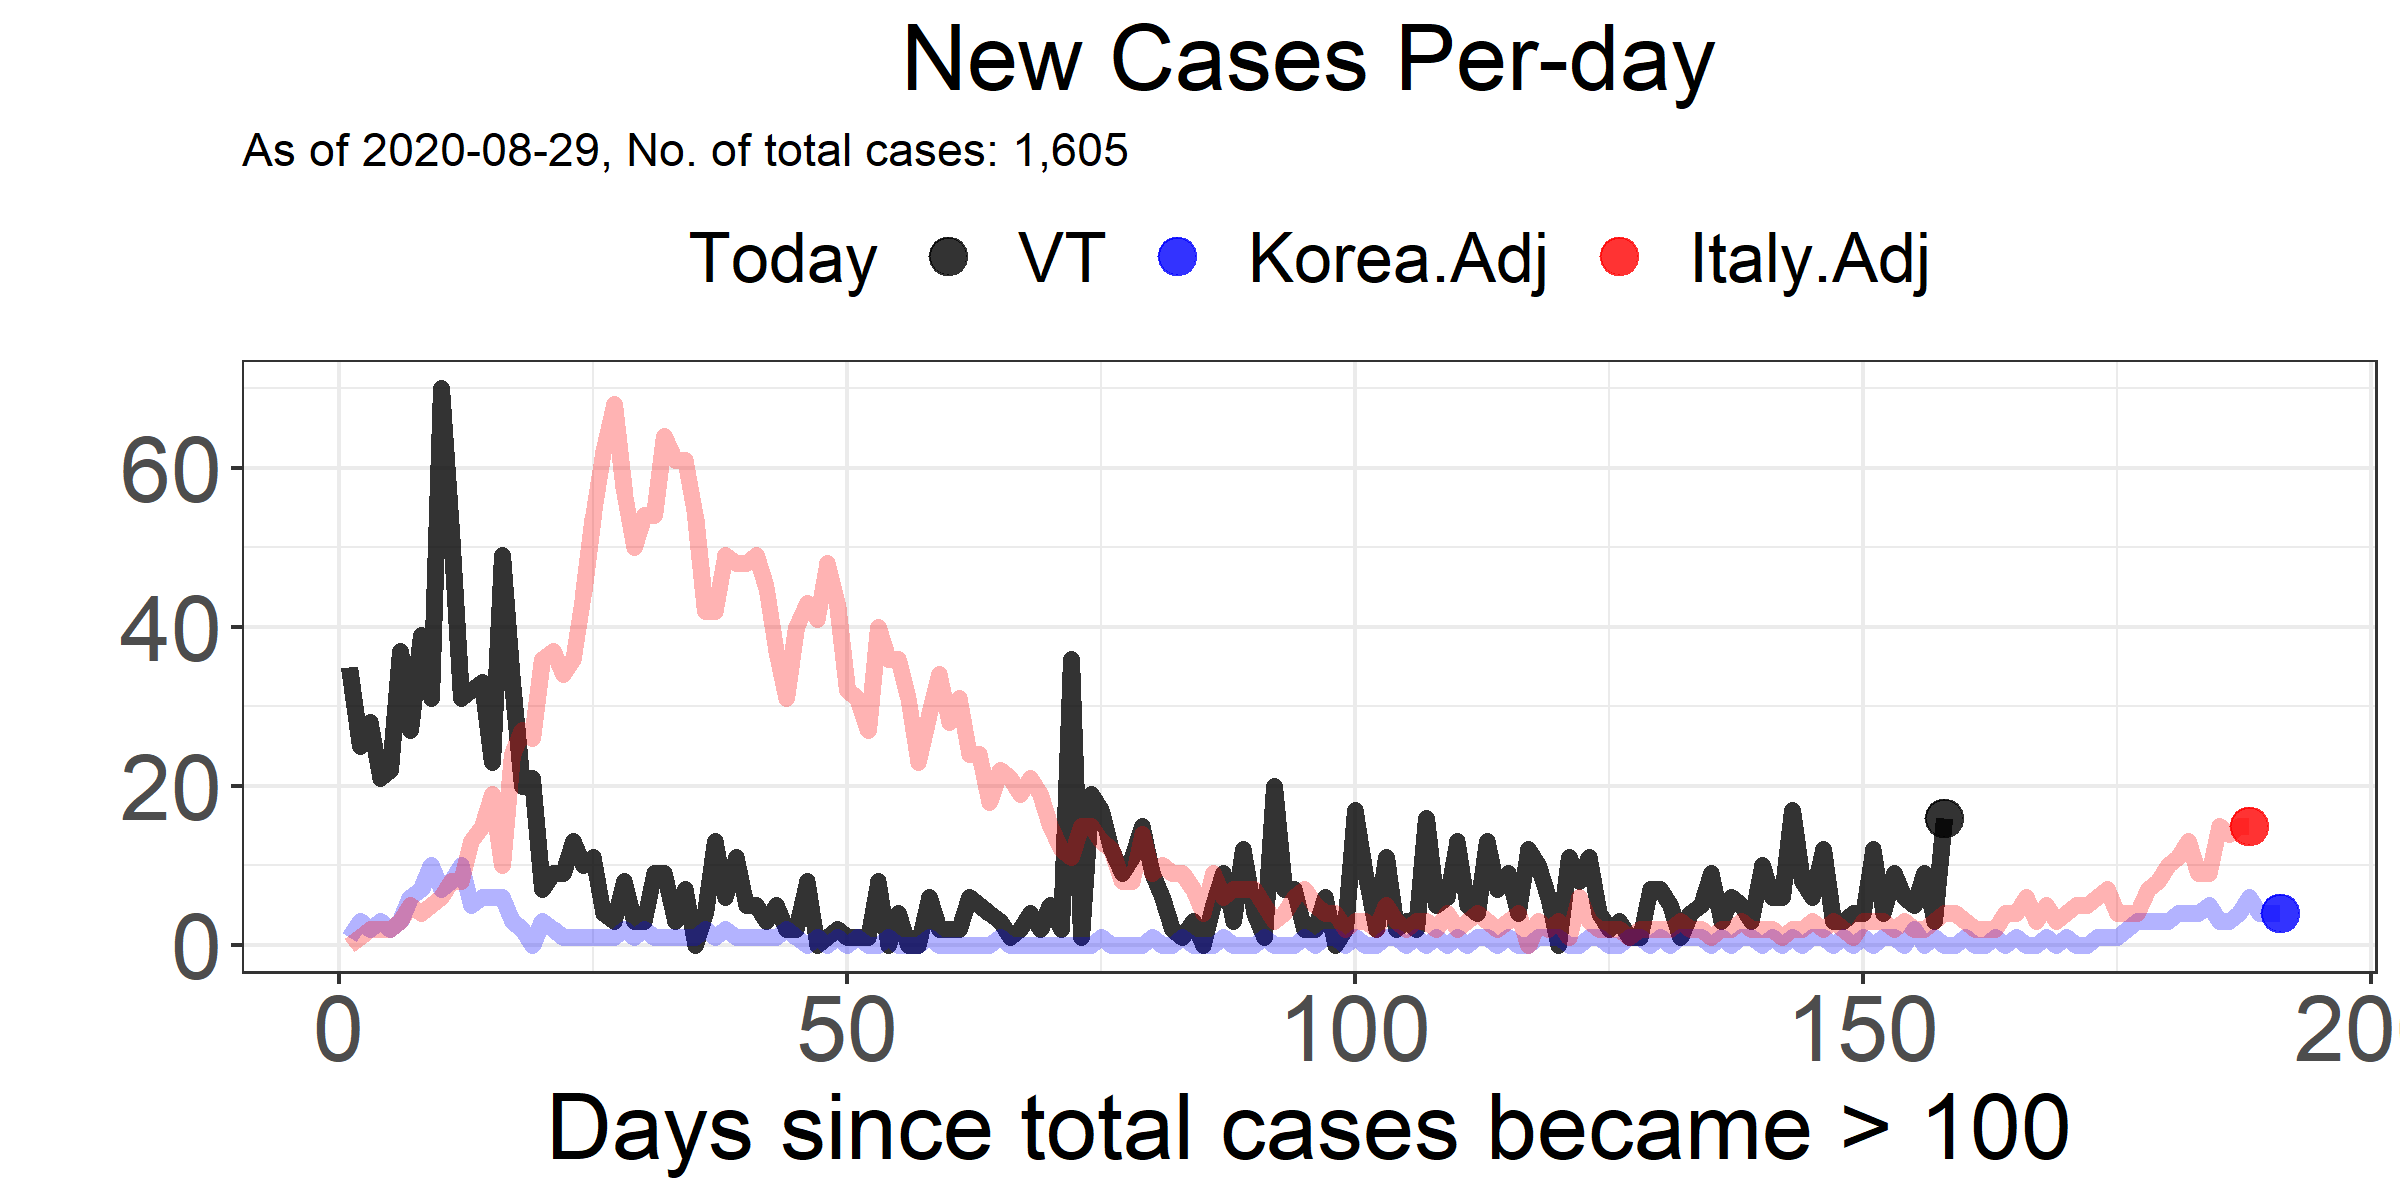 New Cases Per-day
As of 2020-08-29, No. of total cases: 1,605
Today VT Korea.Adj Italy.Adj
60
40
20
0
0 50 100 150 20
Days since total cases became > 100